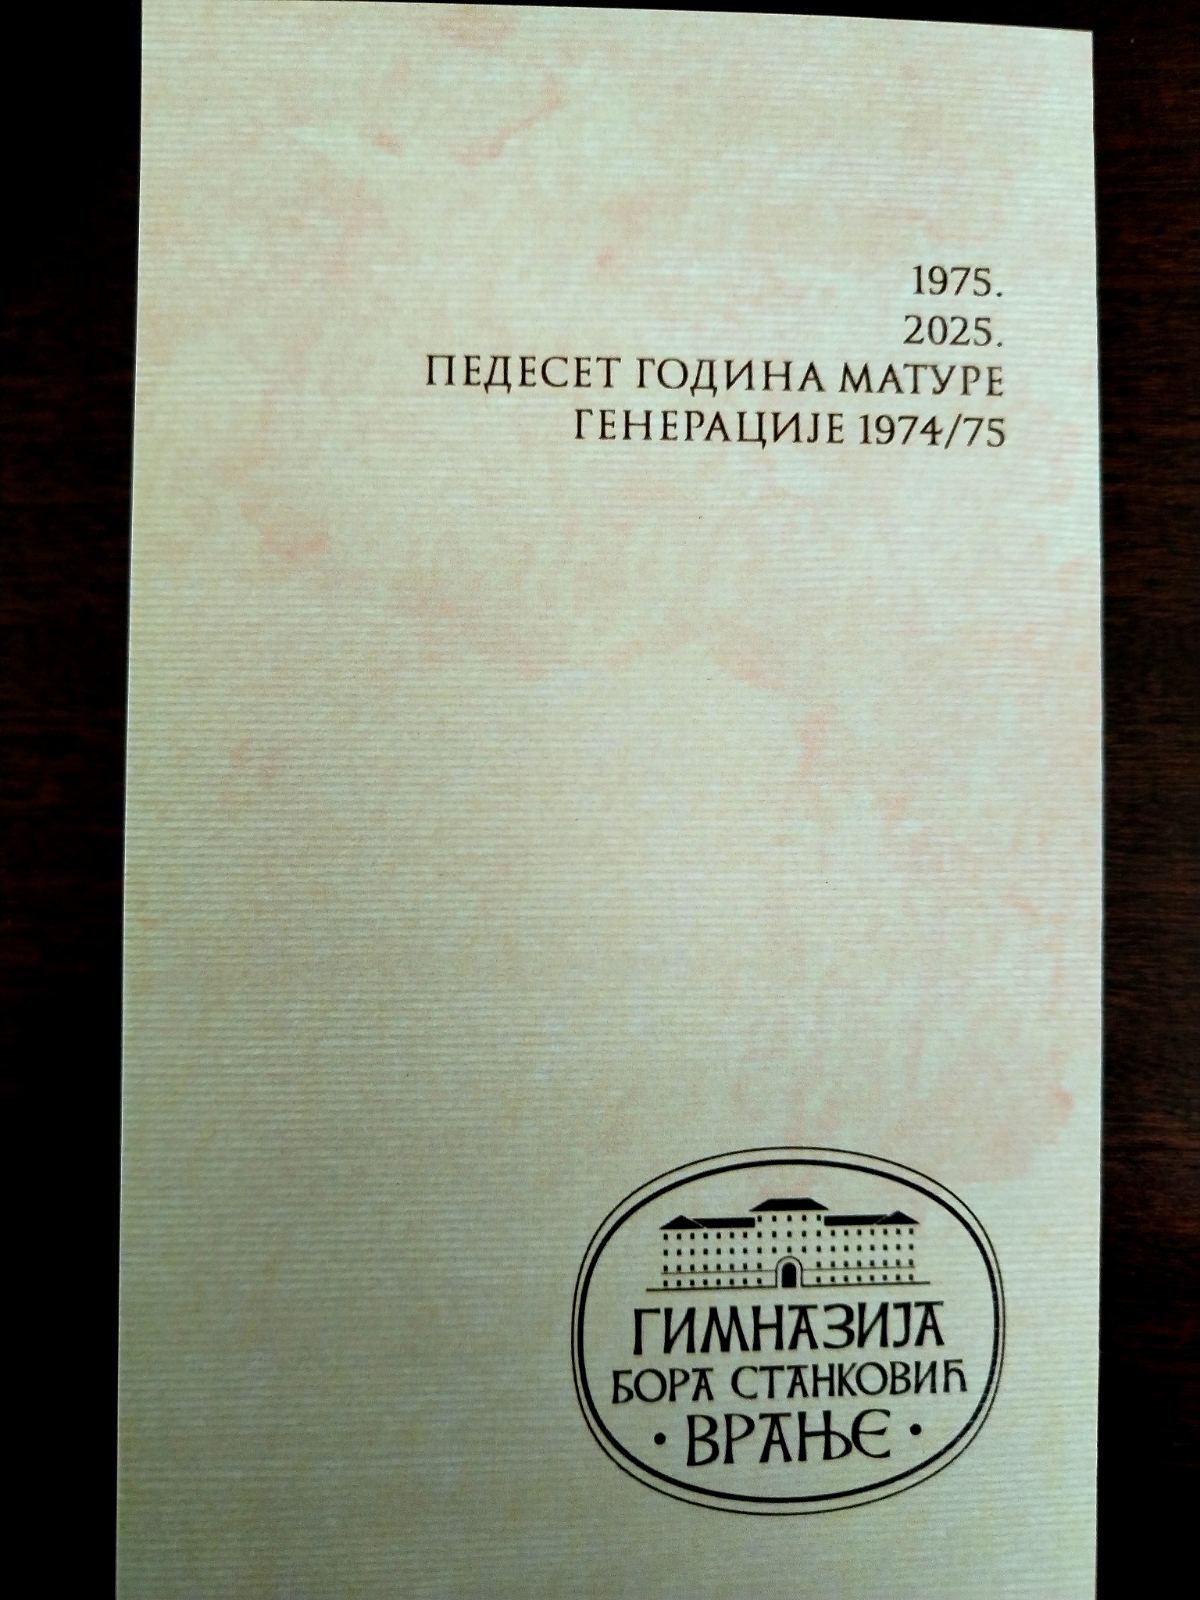 1975.
2025.
ПЕДЕСЕТ ГОДИНА МАТУРЕ
ГЕНЕРАЦИЈЕ 1974/75
ГИМНАЗИЈА
БОРА СТАНКОВИЋ
• ВРАЊЕ •